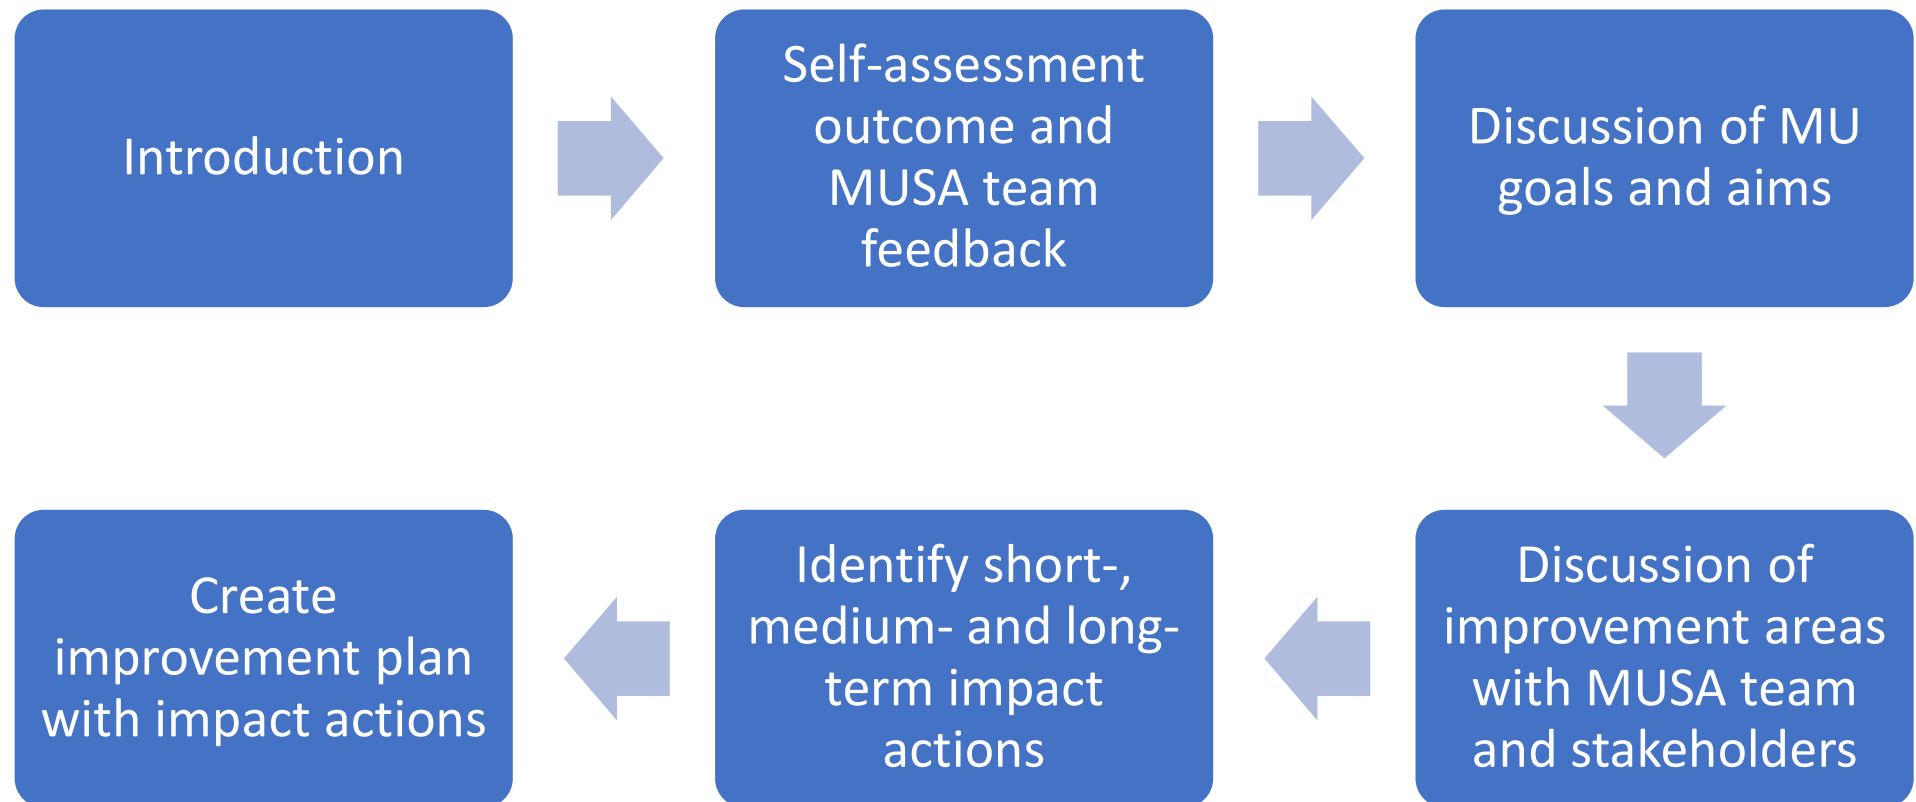 Introduction
Self-assessment
outcome and
MUSA team
feedback
Discussion of MU
goals and aims
Discussion of
improvement areas
with MUSA team
and stakeholders
Identify short-,
medium- and long-
term impact
actions
Create
improvement plan
with impact actions